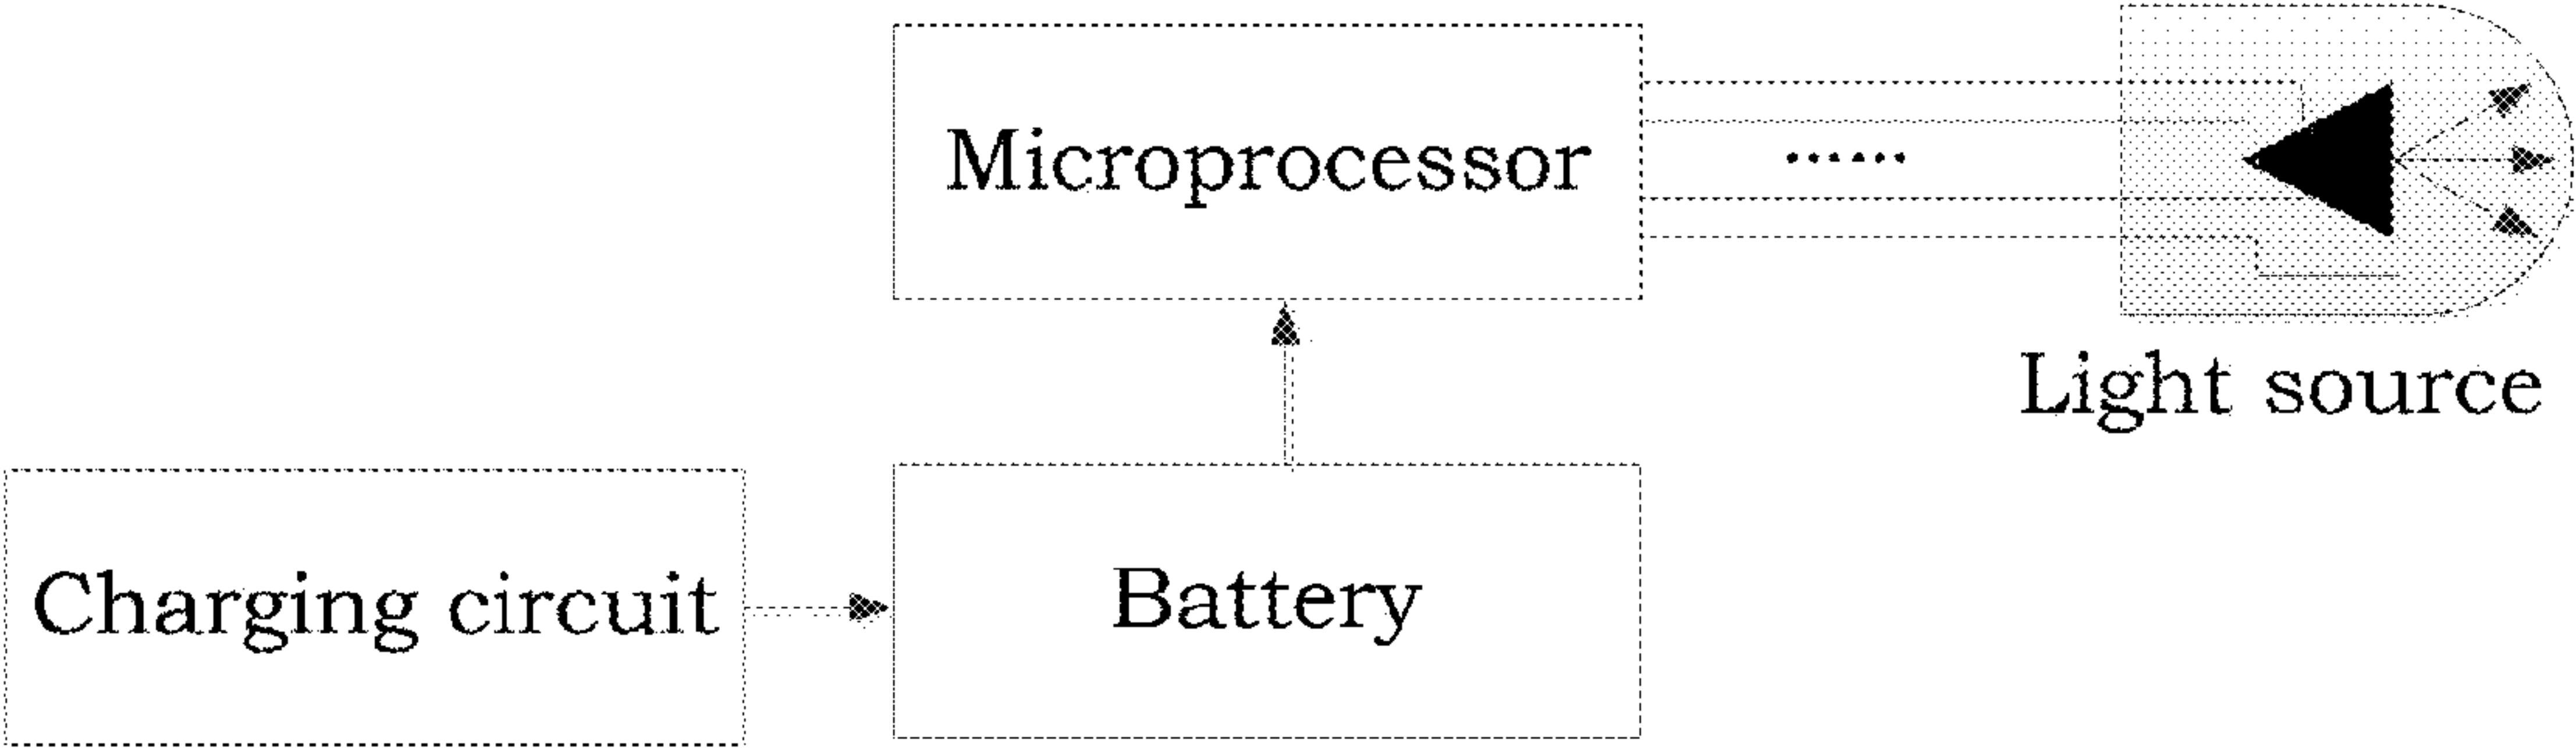 Microprocessor
Light source
Charging circuit
Battery